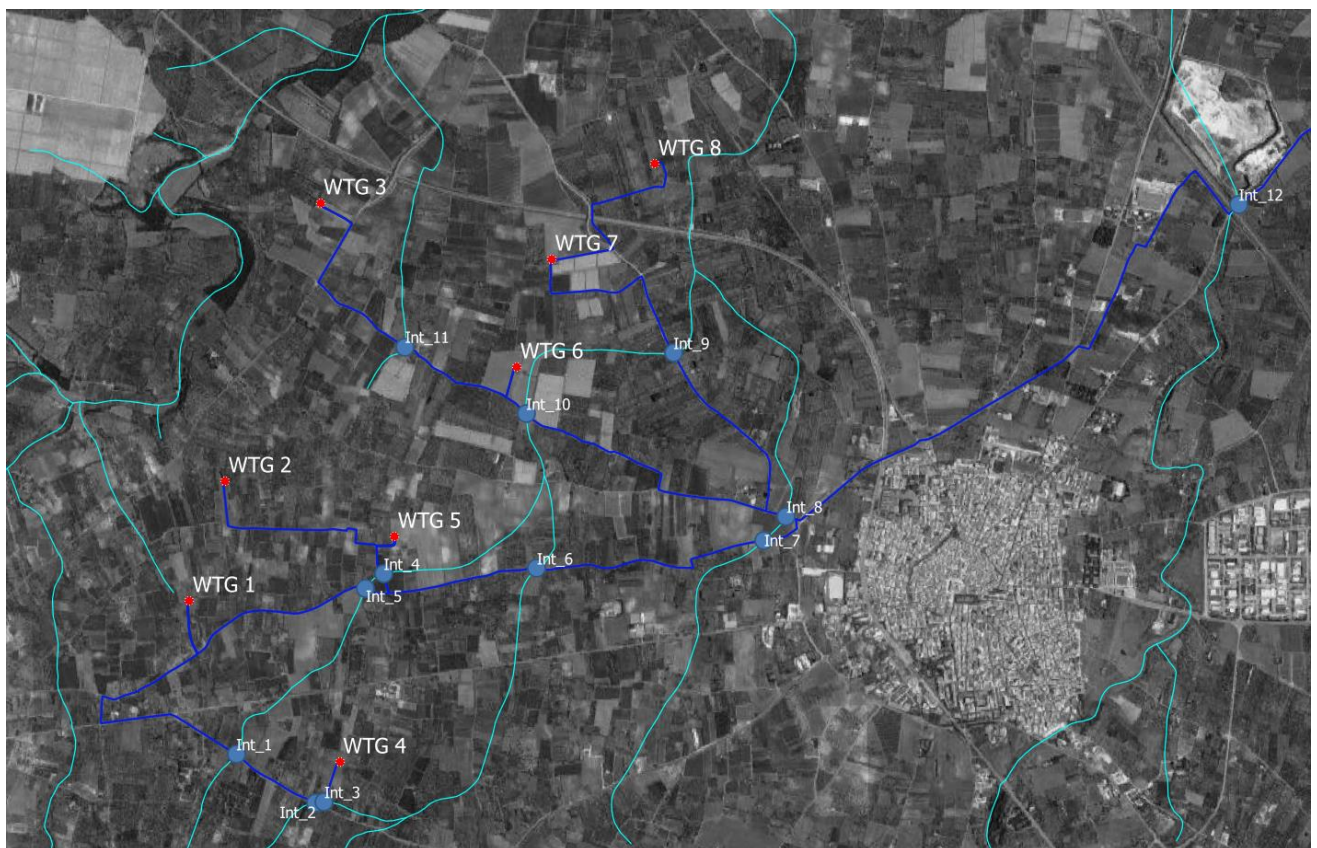 WTG 8
WTG 3
Int_12
WTG 7
Int_11
Int_9
WTG 6
Int_10
WTG 2
Int_8
WTG 5
Int_7
Int_6
Int_4
Int_5
WTG 1
Int_1
WTG 4
Int_3
Int_2